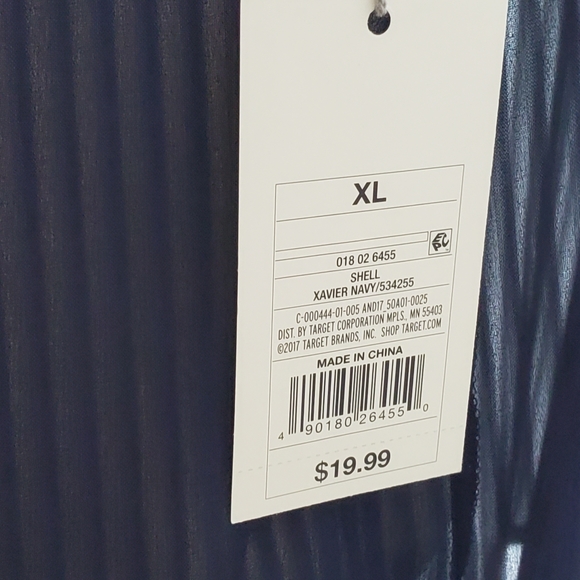 XL
018 02 6455
SHELL
XAVIER NAVY/534255
C-000444-01-005 AND17 50A01-0025
DIST. BY TARGET CORPORATION MPLS., MN 55403
©2017 TARGET BRANDS, INC. SHOP TARGET.COM
MADE IN CHINA
4 90180 26455 0
$19.99